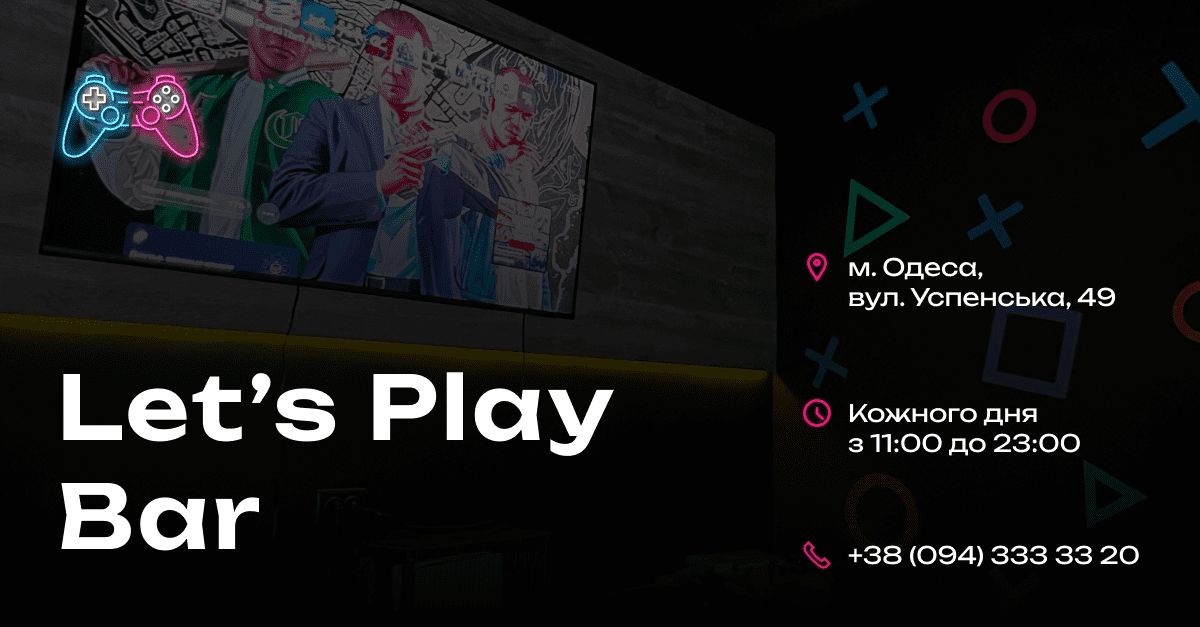 Let’s Play
Bar
м. Одеса,
вул. Успенська, 49
Кожного дня
з 11:00 до 23:00
+38 (094) 333 33 20